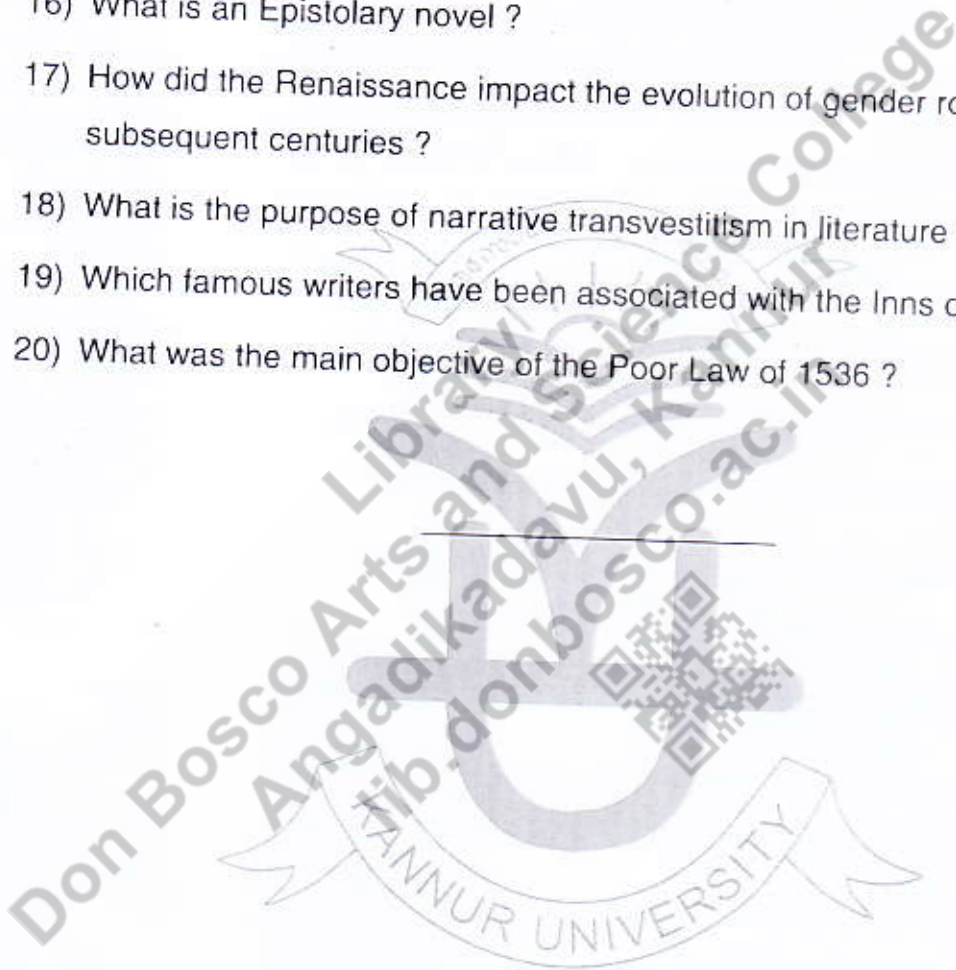 16) What is an Epistolary novel ?
17) How did the Renaissance impact the evolution of gender
subsequent centuries ?
18) What is the purpose of narrative transvestitism in literature
19) Which famous writers have been associated with the Inns
20) What was the main objective of the Poor Law of 1536 ?
Library
Don Bosco Arts and Science College
Angadikadavu, Kannur
lib.donbosco.ac.in
KANNUR UNIVERSITY